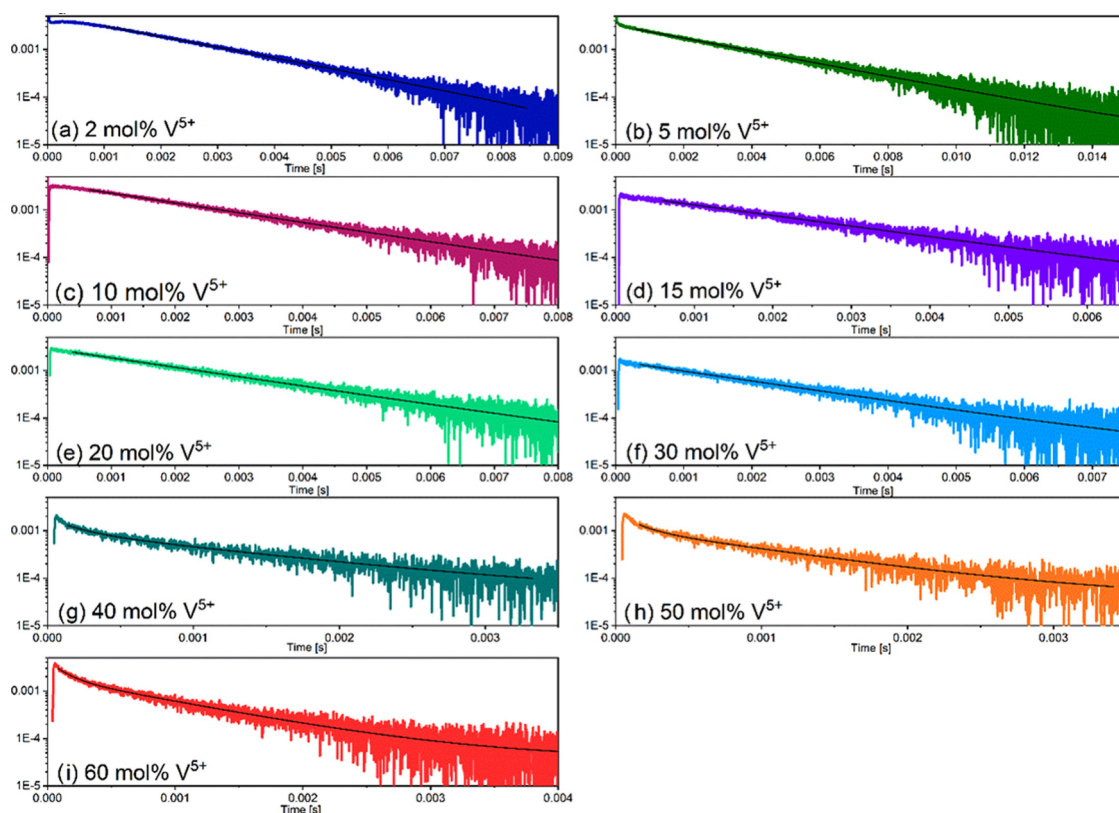 0.001
1E-4
1E-5
(a) 2 mol% V5+
0.000 0.001 0.002 0.003 0.004 0.005 0.006 0.007 0.008 0.009
Time [s]
0.001
1E-4
1E-5
(b) 5 mol% V5+
0.000 0.002 0.004 0.006 0.008 0.010 0.012 0.014
Time [s]
0.001
1E-4
1E-5
(c) 10 mol% V5+
0.000 0.001 0.002 0.003 0.004 0.005 0.006 0.007 0.008
Time [s]
0.001
1E-4
1E-5
(d) 15 mol% V5+
0.000 0.001 0.002 0.003 0.004 0.005 0.006
Time [s]
0.001
1E-4
1E-5
(e) 20 mol% V5+
0.000 0.001 0.002 0.003 0.004 0.005 0.006 0.007 0.008
Time [s]
0.001
1E-4
1E-5
(f) 30 mol% V5+
0.000 0.001 0.002 0.003 0.004 0.005 0.006 0.007
Time [s]
0.001
1E-4
1E-5
(g) 40 mol% V5+
0.000 0.001 0.002 0.003
Time [s]
0.001
1E-4
1E-5
(h) 50 mol% V5+
0.000 0.001 0.002 0.003
Time [s]
0.001
1E-4
1E-5
(i) 60 mol% V5+
0.000 0.001 0.002 0.003 0.004
Time [s]